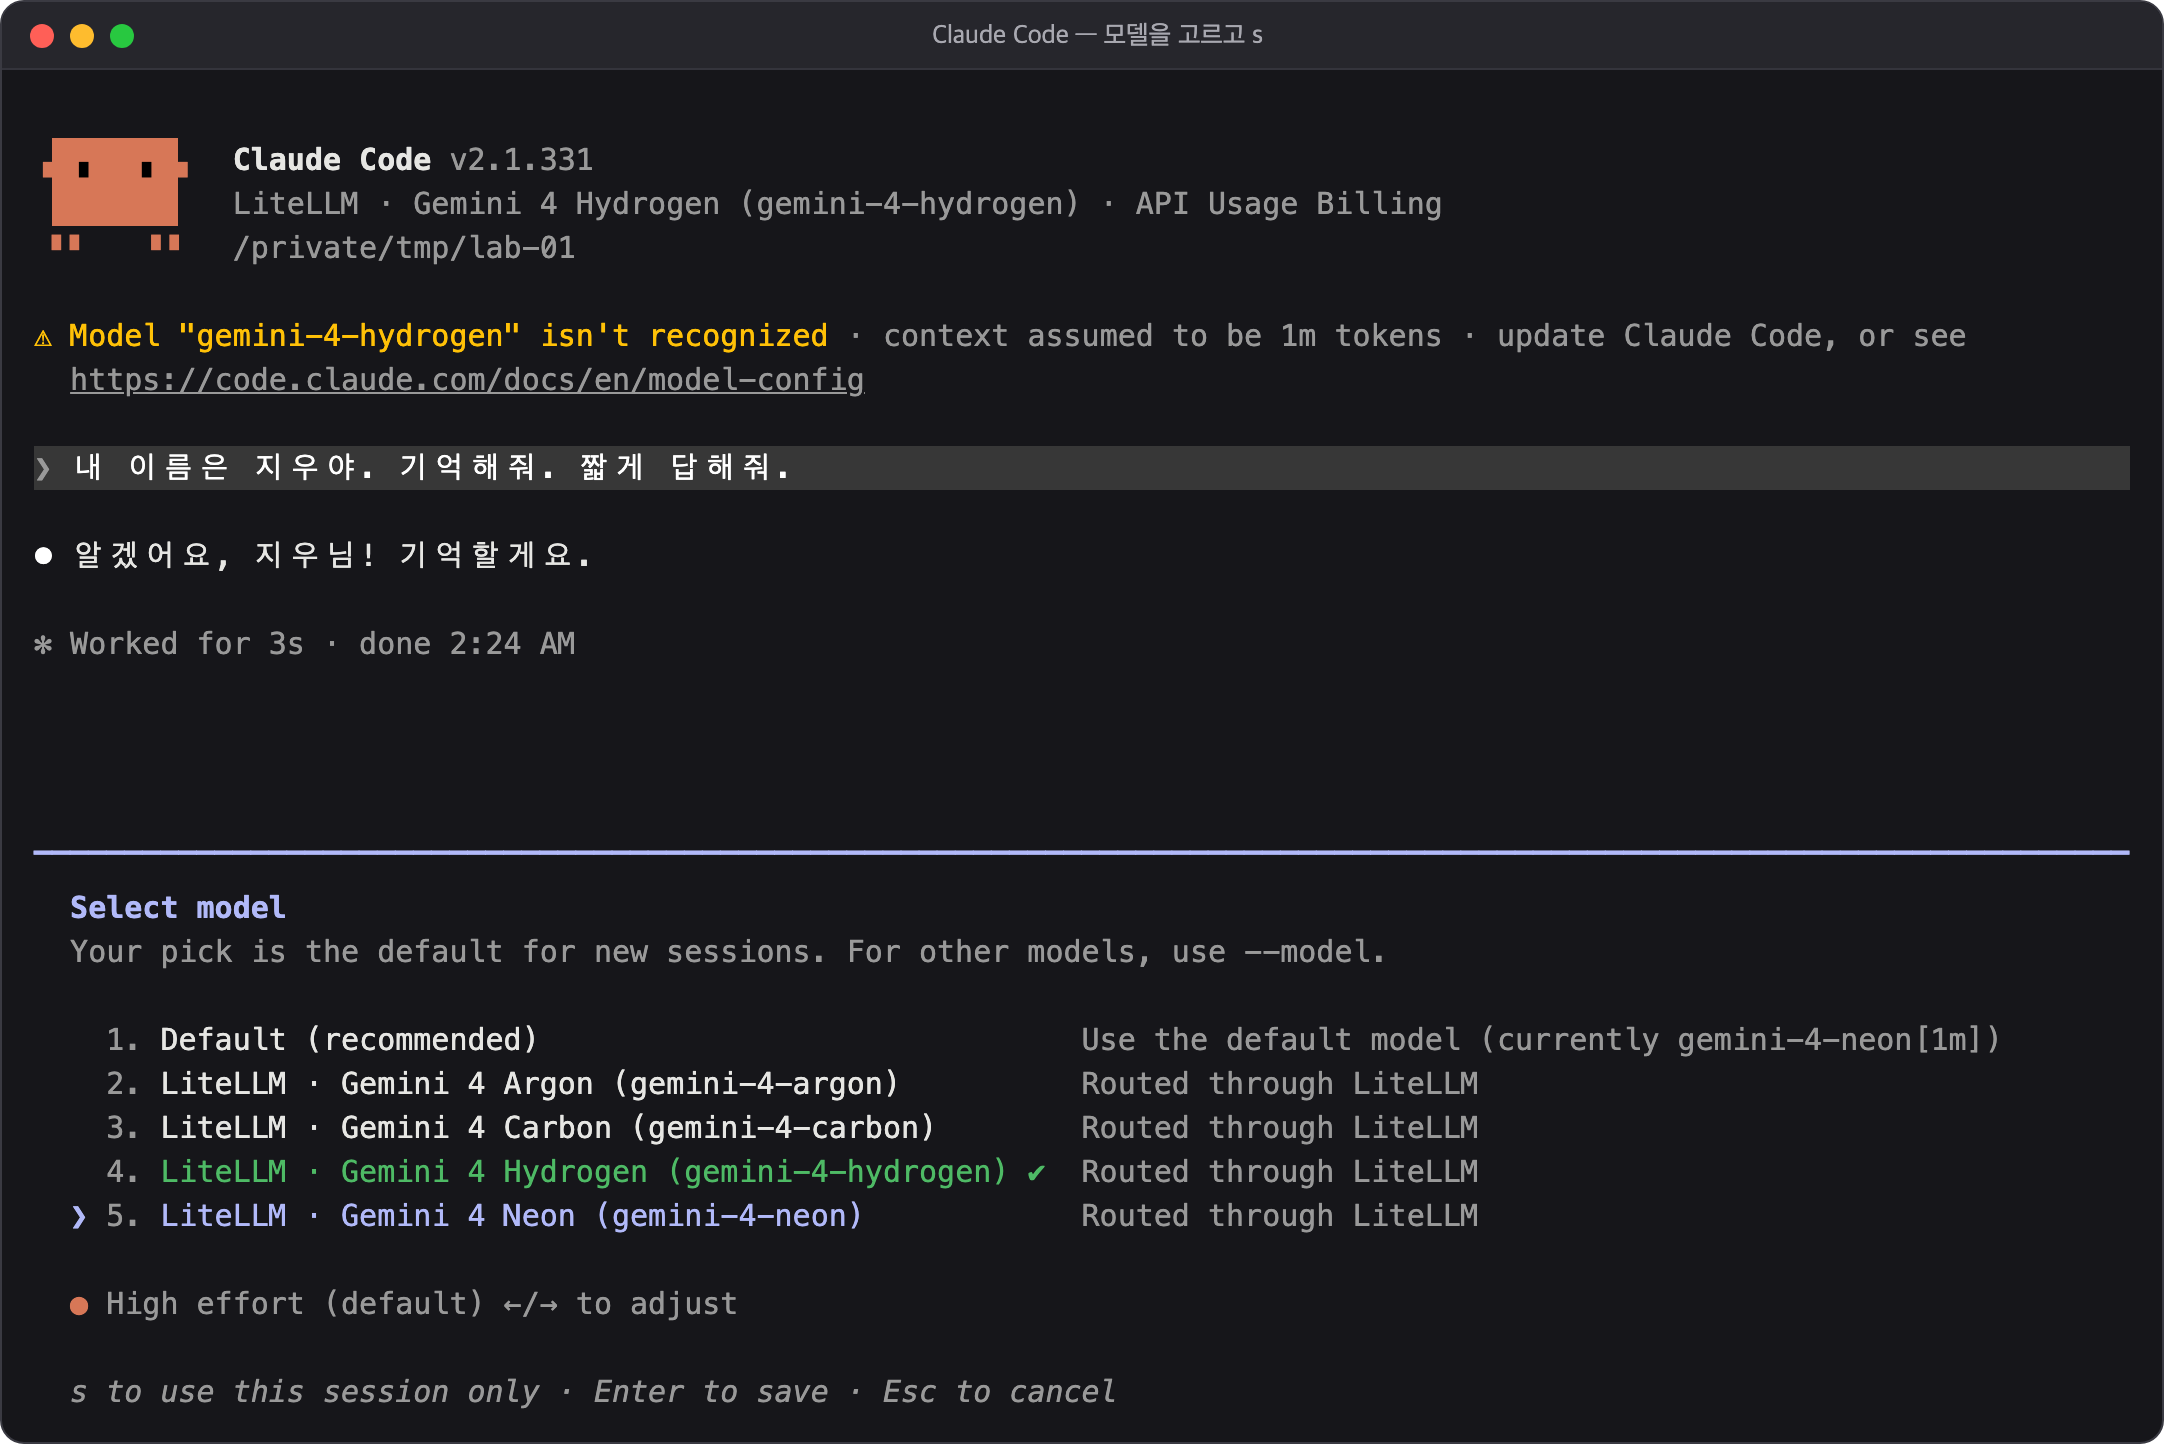 Claude Code — 모델을 고르고 s
Claude Code v2.1.331
LiteLLM · Gemini 4 Hydrogen (gemini-4-hydrogen) · API Usage Billing
/private/tmp/lab-01
⚠ Model "gemini-4-hydrogen" isn't recognized · context assumed to be 1m tokens · update Claude Code, or see
https://code.claude.com/docs/en/model-config
❯ 내 이름은 지우야. 기억해줘. 짧게 답해줘.
● 알겠어요, 지우님! 기억할게요.
✻ Worked for 3s · done 2:24 AM
Select model
Your pick is the default for new sessions. For other models, use --model.
1. Default (recommended) Use the default model (currently gemini-4-neon[1m])
2. LiteLLM · Gemini 4 Argon (gemini-4-argon) Routed through LiteLLM
3. LiteLLM · Gemini 4 Carbon (gemini-4-carbon) Routed through LiteLLM
4. LiteLLM · Gemini 4 Hydrogen (gemini-4-hydrogen) ✔ Routed through LiteLLM
❯ 5. LiteLLM · Gemini 4 Neon (gemini-4-neon) Routed through LiteLLM
● High effort (default) ←/→ to adjust
s to use this session only · Enter to save · Esc to cancel